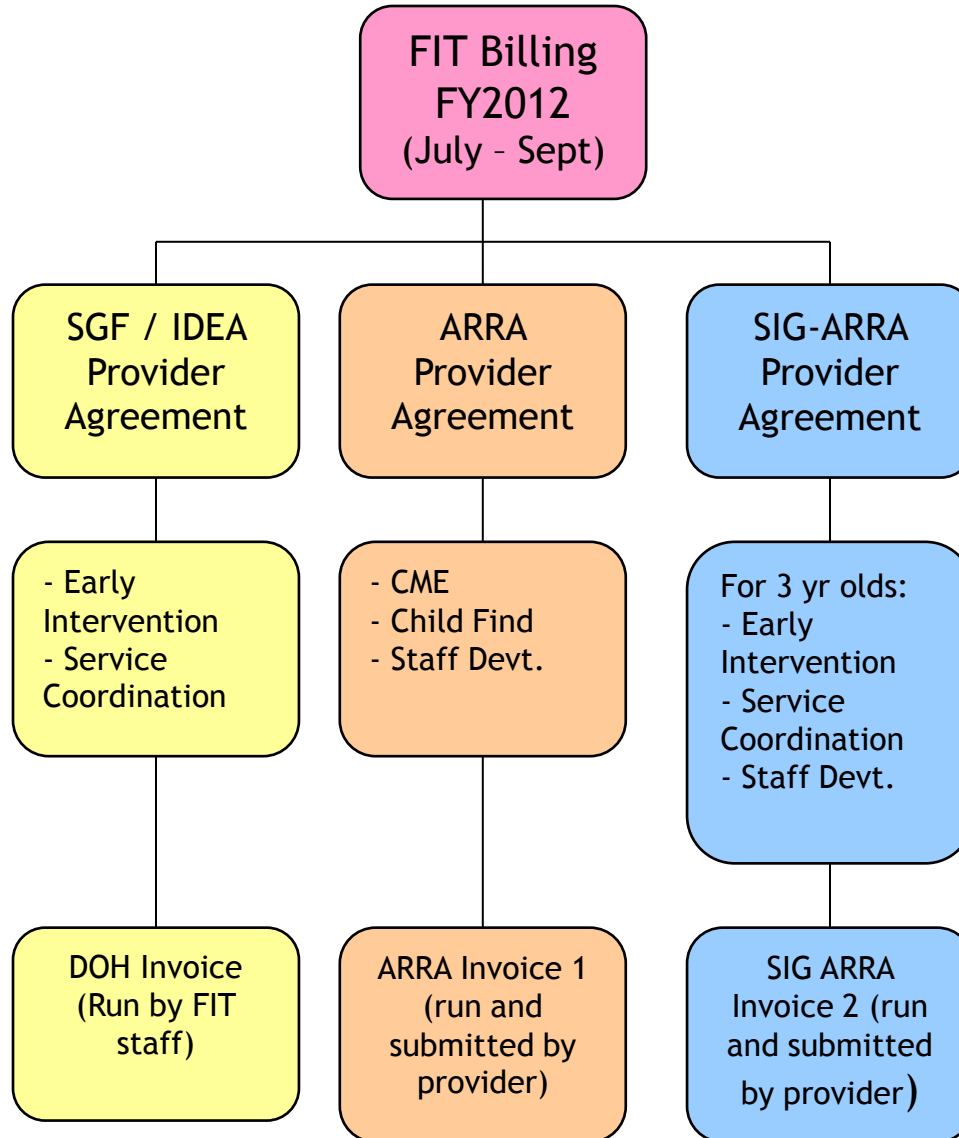 FIT Billing
FY2012
(July – Sept)
SGF / IDEA
Provider
Agreement
ARRA
Provider
Agreement
SIG-ARRA
Provider
Agreement
- Early
Intervention
- Service
Coordination
- CME
- Child Find
- Staff Devt.
For 3 yr olds:
- Early
Intervention
- Service
Coordination
- Staff Devt.
DOH Invoice
(Run by FIT
staff)
ARRA Invoice 1
(run and
submitted by
provider)
SIG ARRA
Invoice 2 (run
and submitted
by provider)